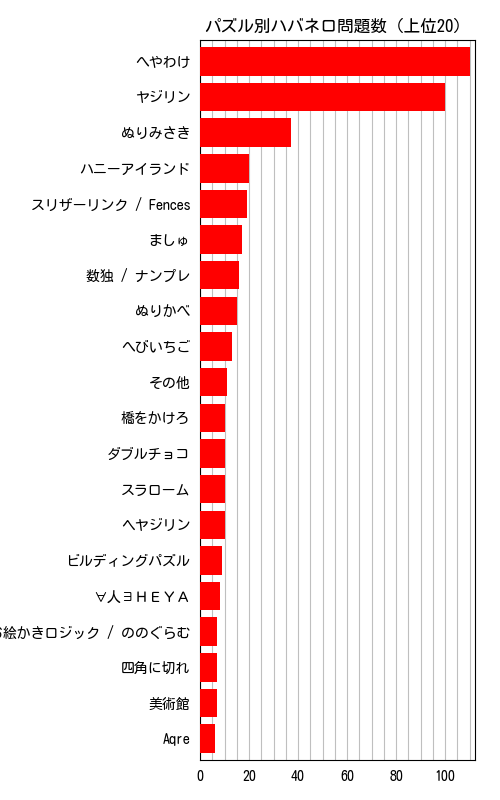 パズル別ハバネロ問題数 (上位20)
へやわけ
ヤジリン
ぬりみさき
ハニーアイランド
スリザーリンク / Fences
ましゅ
数独 / ナンプレ
ぬりかべ
へびいちご
その他
橋をかけろ
ダブルチョコ
スラローム
ヘヤジリン
ビルディングパズル
∀人∃ＨＥＹＡ
絵かきロジック / ののぐらむ
四角に切れ
美術館
Aqre
0 20 40 60 80 100